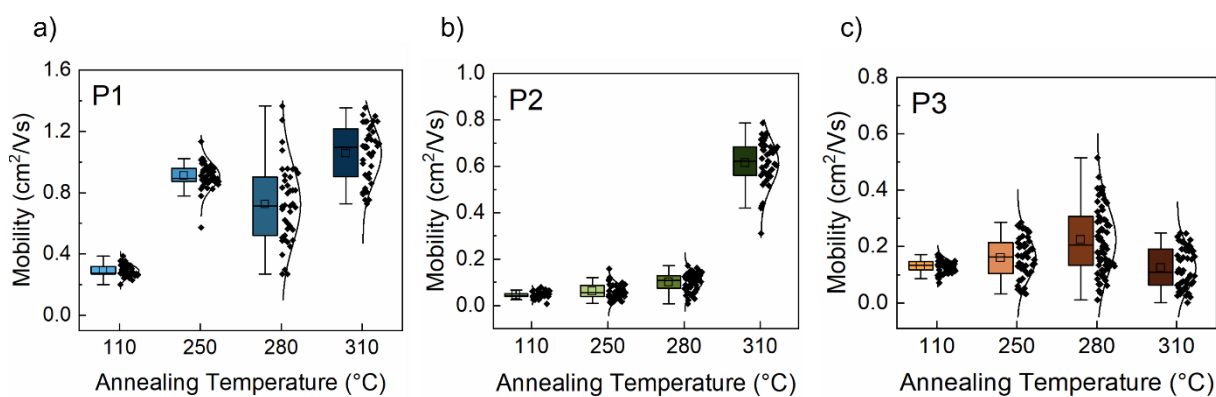 a)
P1
Mobility (cm²/Vs)
1.6
1.2
0.8
0.4
0.0
110 250 280 310
Annealing Temperature (°C)
b)
P2
Mobility (cm²/Vs)
1.0
0.8
0.6
0.4
0.2
0.0
110 250 280 310
Annealing Temperature (°C)
c)
P3
Mobility (cm²/Vs)
0.8
0.6
0.4
0.2
0.0
110 250 280 310
Annealing Temperature (°C)